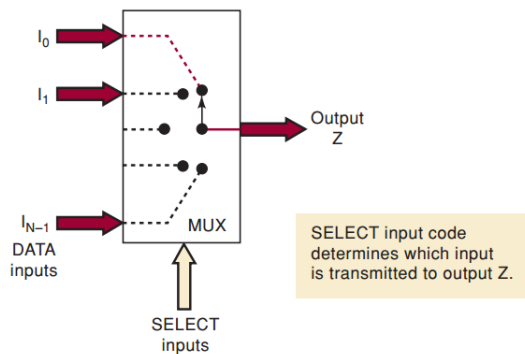 I₀
I₁
Output
Z
I_N–1
MUX
DATA
inputs
SELECT input code
determines which input
is transmitted to output Z.
SELECT
inputs